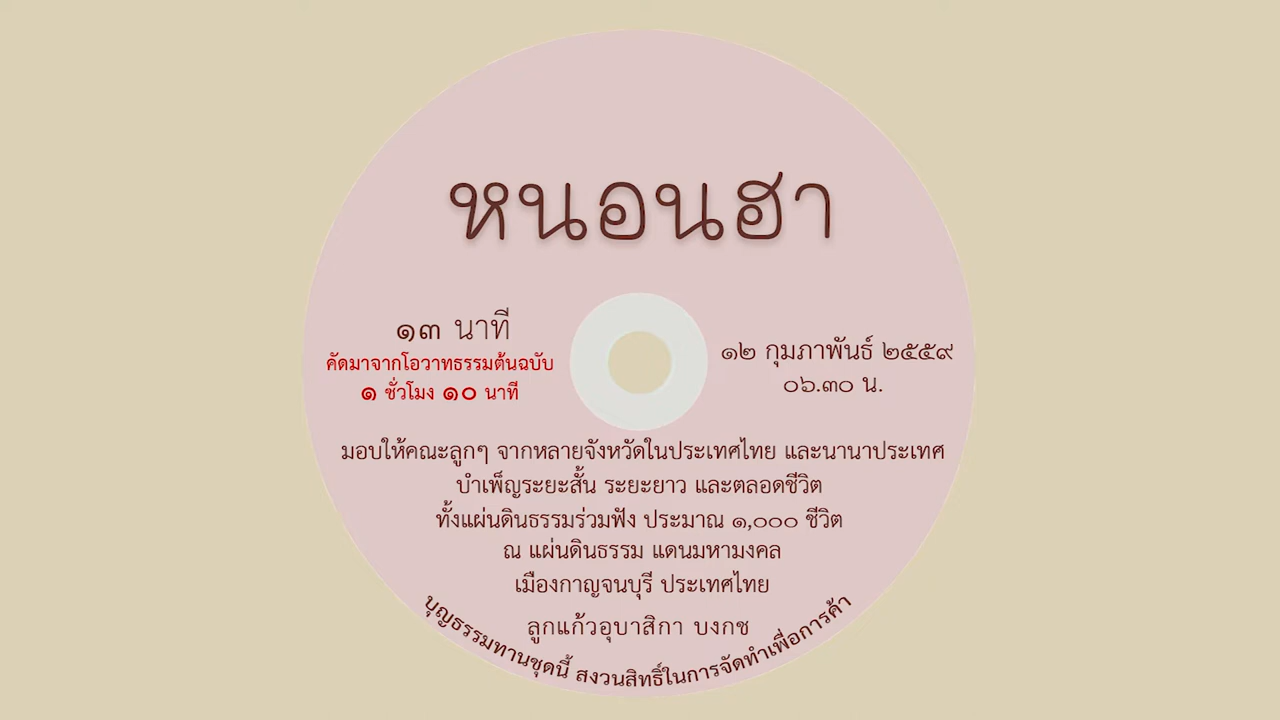 หนอนฮา
๑๓ นาที
คัดมาจากโอวาทธรรมต้นฉบับ
๑ ชั่วโมง ๑๐ นาที
๑๒ กุมภาพันธ์ ๒๕๕๙
๐๖.๓๐ น.
มอบให้คณะลูกๆ จากหลายจังหวัดในประเทศไทย และนานาประเทศ
บำเพ็ญระยะสั้น ระยะยาว และตลอดชีวิต
ทั้งแผ่นดินธรรมร่วมฟัง ประมาณ ๑,๐๐๐ ชีวิต
ณ แผ่นดินธรรม แดนมหามงคล
เมืองกาญจนบุรี ประเทศไทย
ลูกแก้วอุบาสิกา บงกช
บุญธรรมทานชุดนี้ สงวนสิทธิ์ในการจัดทำเพื่อการค้า